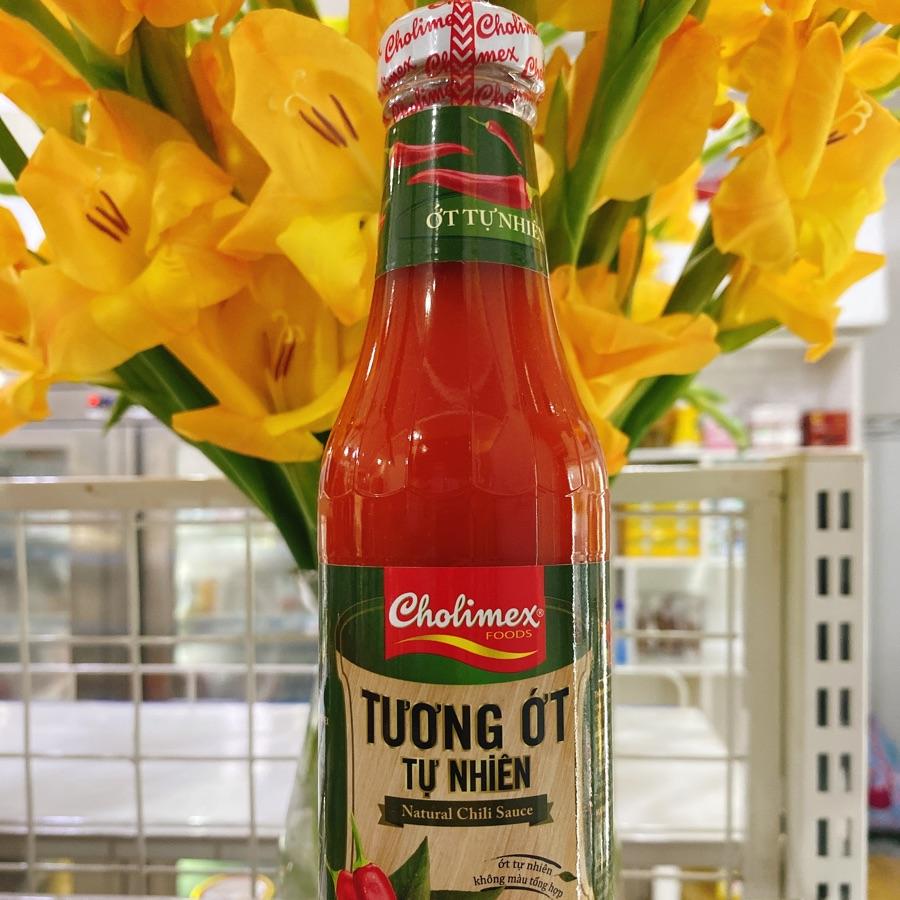 Cholimex
Cholimex
ỚT TỰ NHIÊN
Cholimex®
FOODS
TƯƠNG ỚT
TỰ NHIÊN
Natural Chili Sauce
ớt tự nhiên
không màu tổng hợp